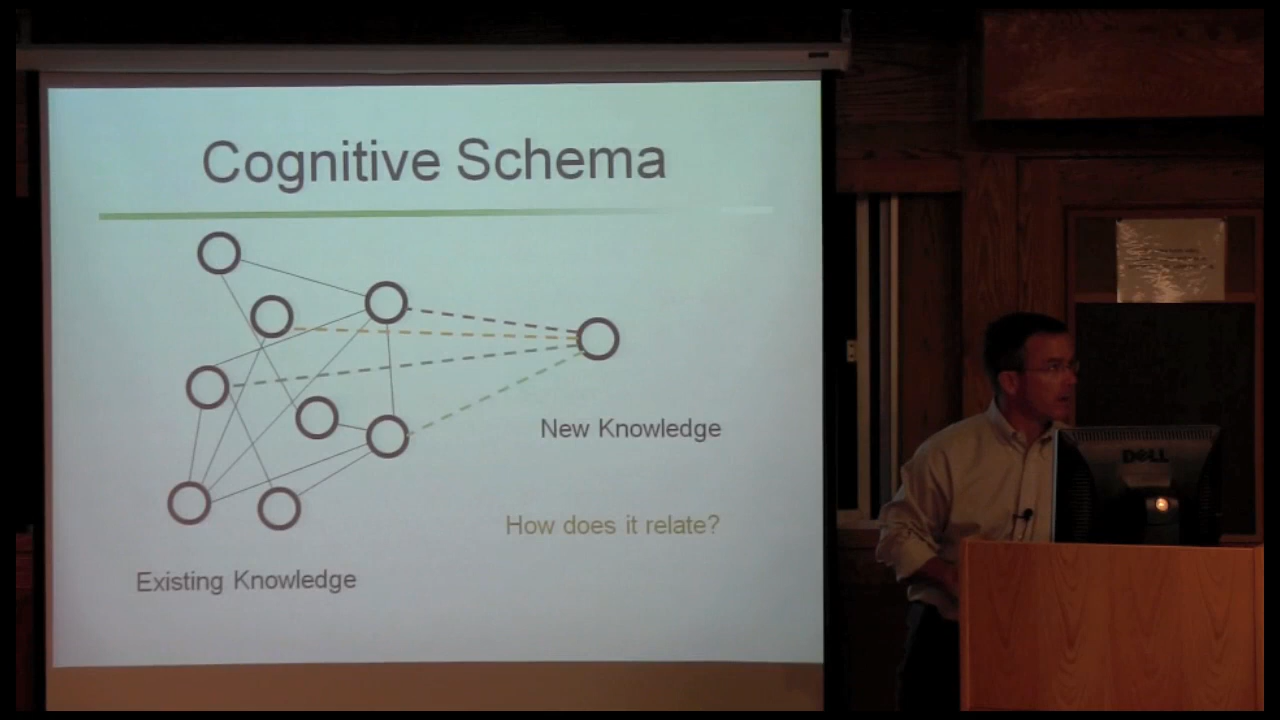 Cognitive Schema
New Knowledge
How does it relate?
Existing Knowledge
DELL